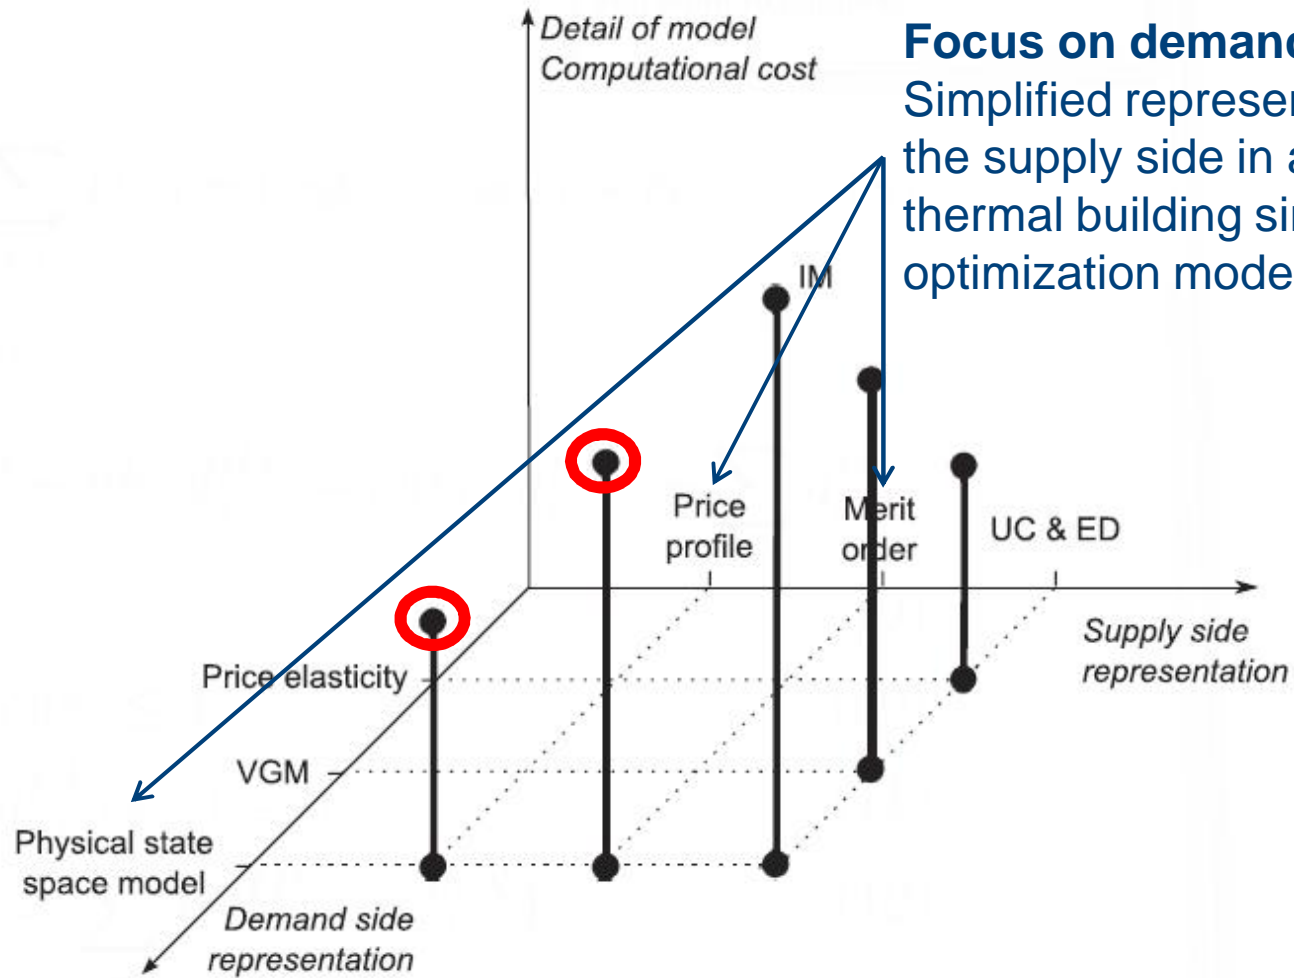 Detail of model
Computational cost
Focus on demand
Simplified represen
the supply side in a
thermal building si
optimization mode
IM
Price
profile
Merit
order
UC & ED
Supply side
representation
Price elasticity
VGM
Physical state
space model
Demand side
representation